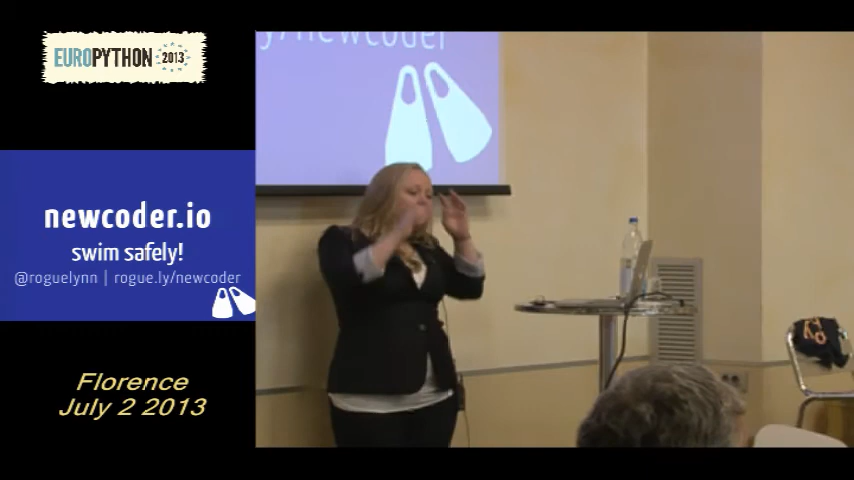 EUROPYTHON 2013
y/newcoder
newcoder.io
swim safely!
@roguelynn | rogue.ly/newcoder
Florence
July 2 2013